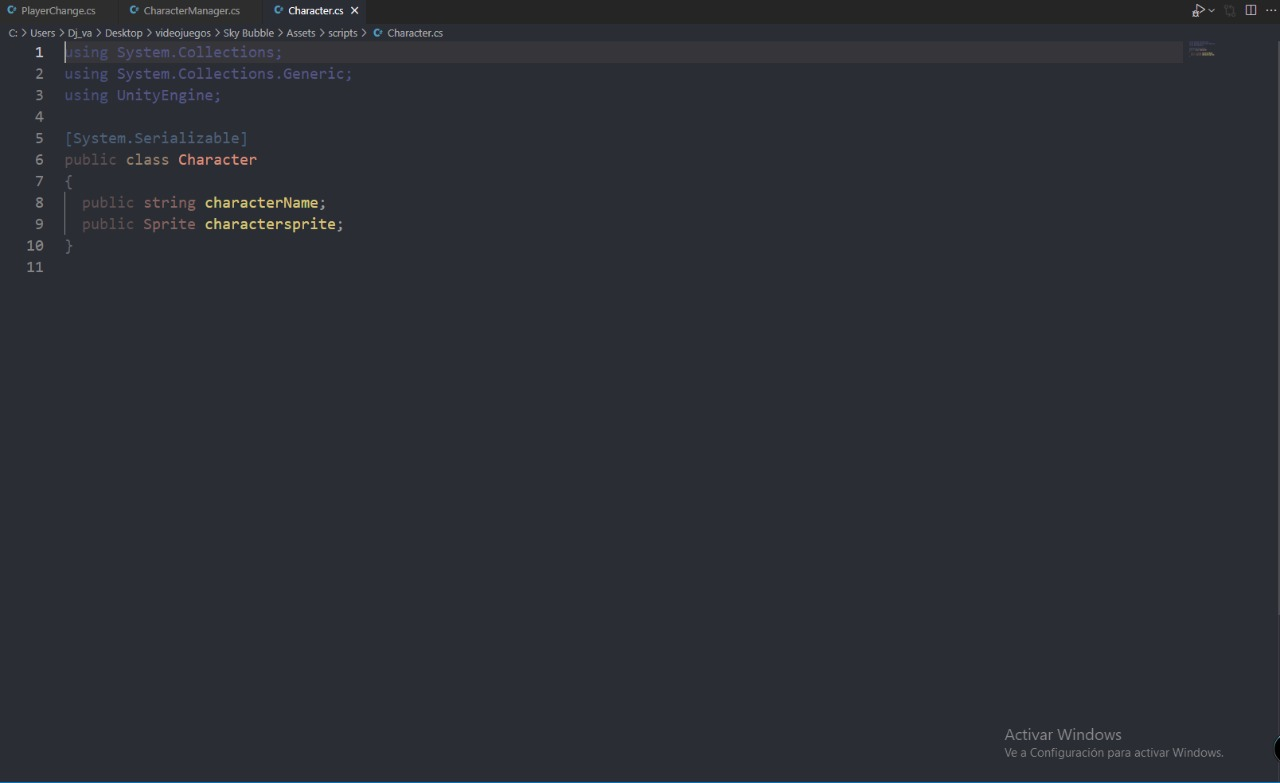 PlayerChange.cs CharacterManager.cs Character.cs
C: > Users > Dj_va > Desktop > videojuegos > Sky Bubble > Assets > scripts > Character.cs
1 using System.Collections;
2 using System.Collections.Generic;
3 using UnityEngine;
4
5 [System.Serializable]
6 public class Character
7 {
8 public string characterName;
9 public Sprite charactersprite;
10 }
11
Activar Windows
Ve a Configuración para activar Windows.